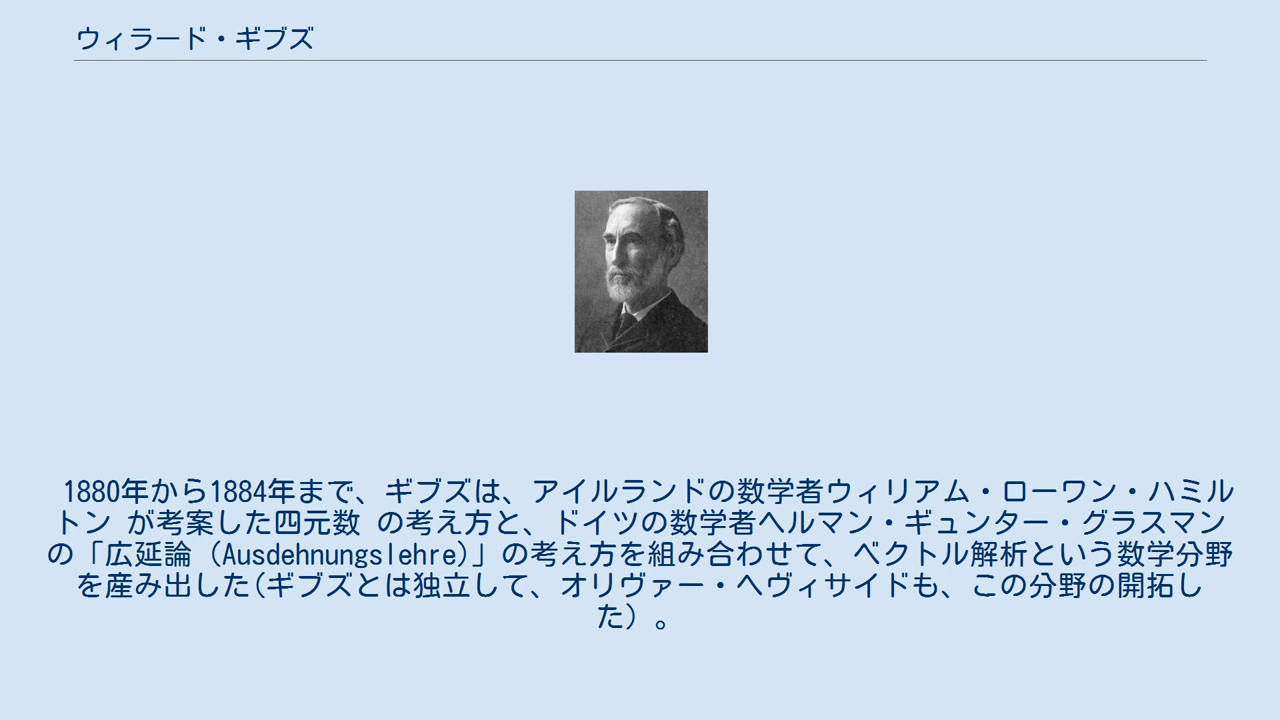 ウィラード・ギブズ
1880年から1884年まで、ギブズは、アイルランドの数学者ウィリアム・ローワン・ハミル
トン が考案した四元数 の考え方と、ドイツの数学者ヘルマン・ギュンター・グラスマン
の「広延論（Ausdehnungslehre)」の考え方を組み合わせて、ベクトル解析という数学分野
を産み出した(ギブズとは独立して、オリヴァー・ヘヴィサイドも、この分野の開拓し
た）。